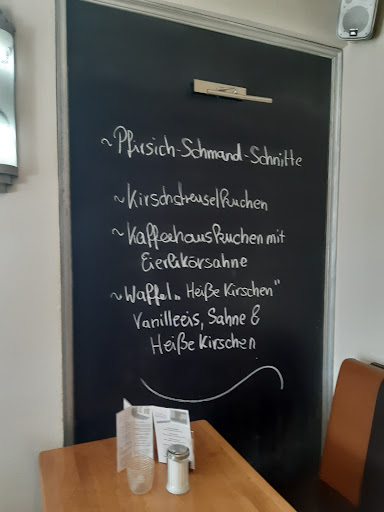 ~Pfirsich-Schmand-Schnitte
~Kirschstreuselkuchen
~Kaffeehauskuchen mit
Eierlikörsahne
~Waffel „Heiße Kirschen"
Vanilleeis, Sahne &
Heiße Kirschen